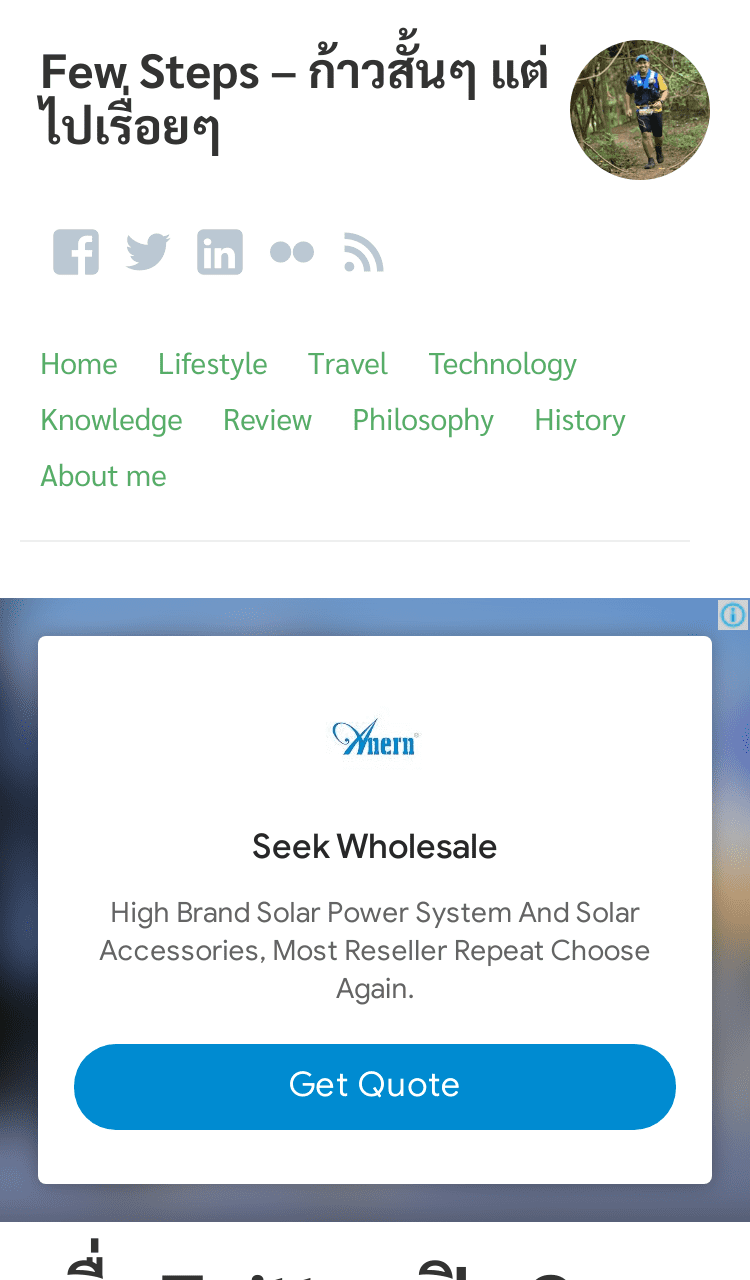 Few Steps – ก้าวสั้นๆ แต่
ไปเรื่อยๆ
Home Lifestyle Travel Technology
Knowledge Review Philosophy History
About me
Anern
Seek Wholesale
High Brand Solar Power System And Solar
Accessories, Most Reseller Repeat Choose
Again.
Get Quote